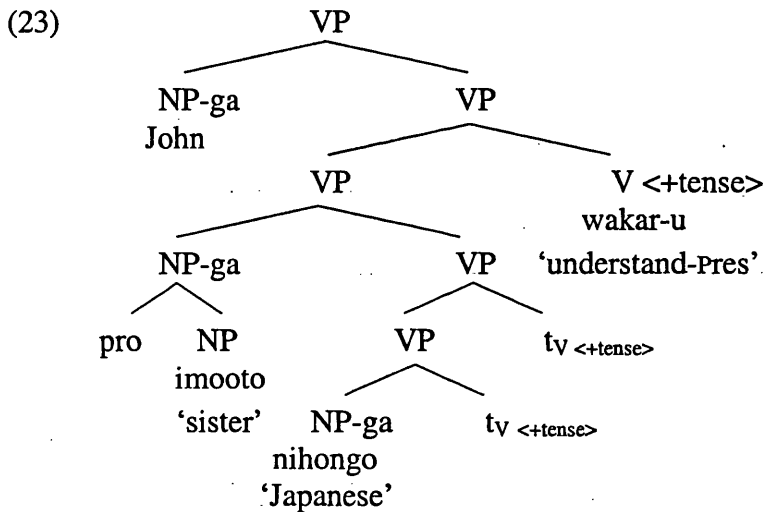 (23) VP
NP-ga VP
John
VP V <+tense>
wakar-u
NP-ga VP 'understand-Pres'
pro NP VP tV <+tense>
imooto
'sister' NP-ga tV <+tense>
nihongo
'Japanese'